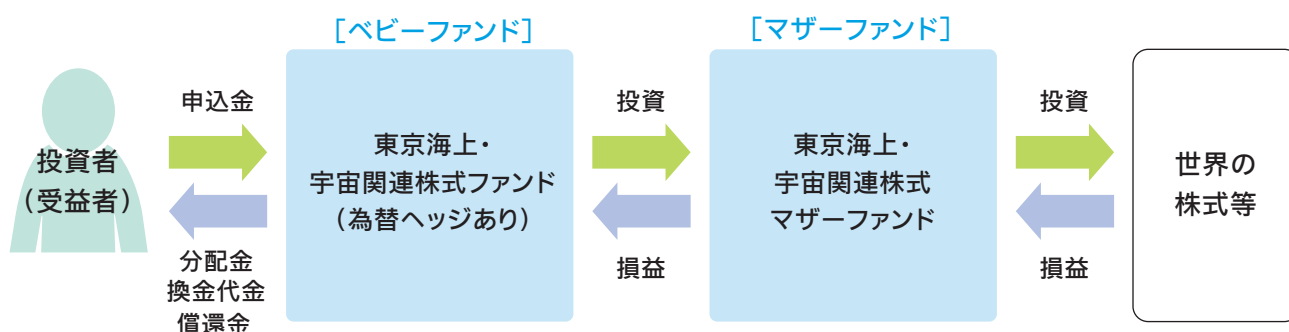 [ベビーファンド]
[マザーファンド]
投資者
（受益者）
申込金
分配金
換金代金
償還金
東京海上・
宇宙関連株式ファンド
（為替ヘッジあり）
投資
損益
東京海上・
宇宙関連株式
マザーファンド
投資
損益
世界の
株式等